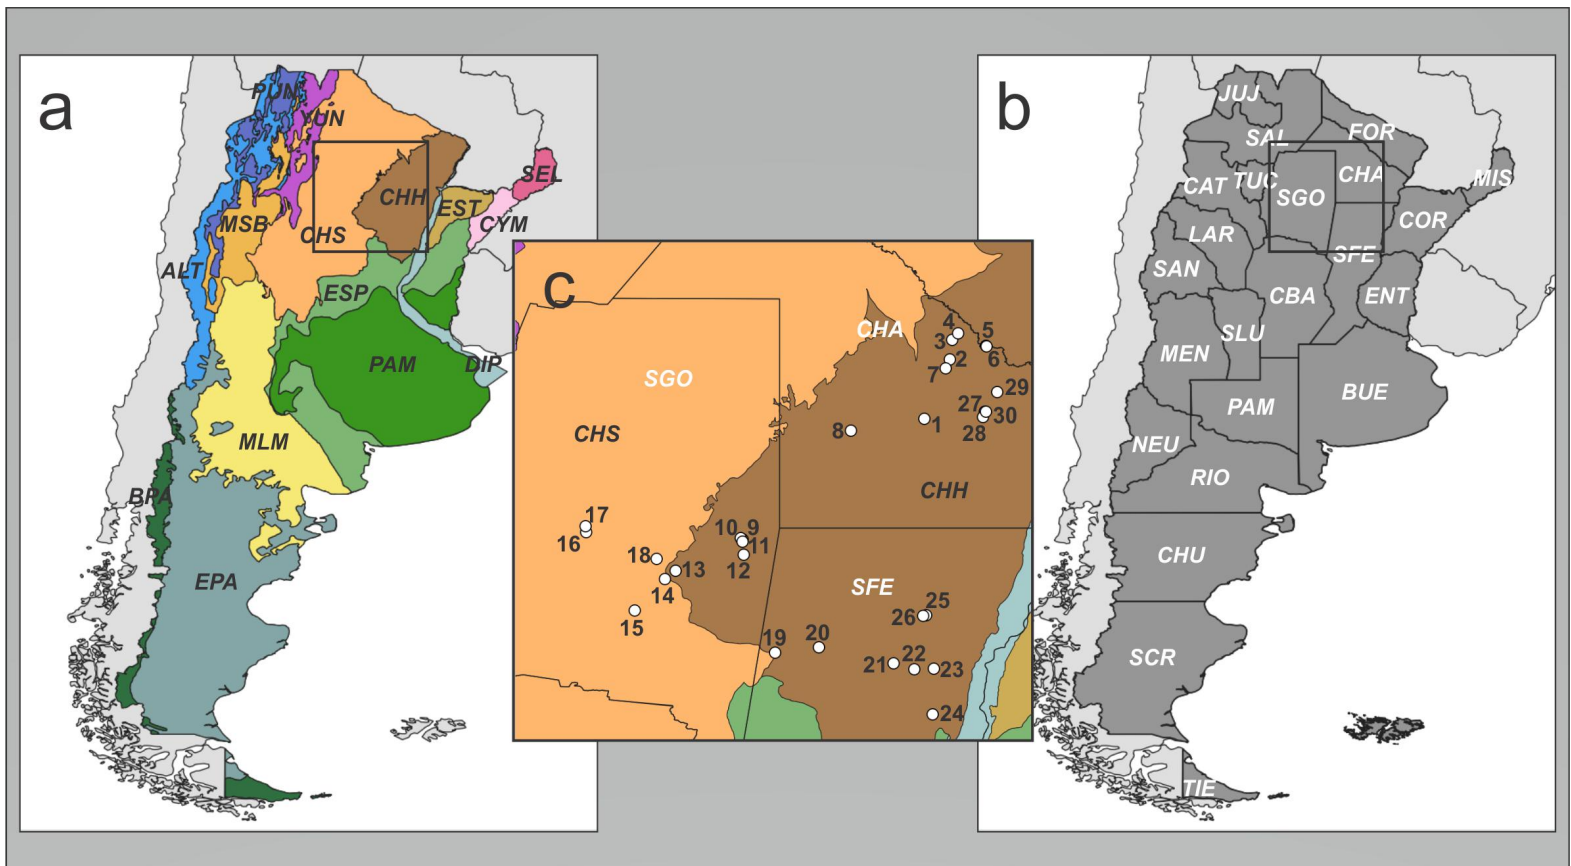 a
PUN
YUN
SEL
CHH
EST
MSB
CHS
CYM
ALT
ESP
PAM
DIP
MLM
BPA
EPA
c
CHA
4
5
3
6
2
7
SGO
29
27
30
1
28
8
CHS
CHH
17
10
9
16
11
18
12
13
14
SFE
25
26
15
19
20
21
22
23
24
b
JUJ
SAL
FOR
CHA
MIS
CAT
TUC
SGO
COR
LAR
SFE
SAN
CBA
ENT
SLU
MEN
BUE
PAM
NEU
RIO
CHU
SCR
TIE